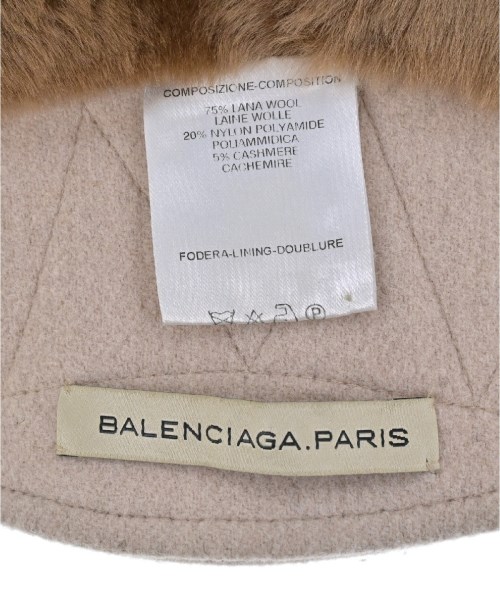 COMPOSIZIONE-COMPOSITION
75% LANA WOOL
LAINE WOLLE
20% NYLON POLYAMIDE
POLIAMMIDICA
5% CASHMERE
CACHEMIRE
FODERA-LINING-DOUBLURE
P
BALENCIAGA.PARIS